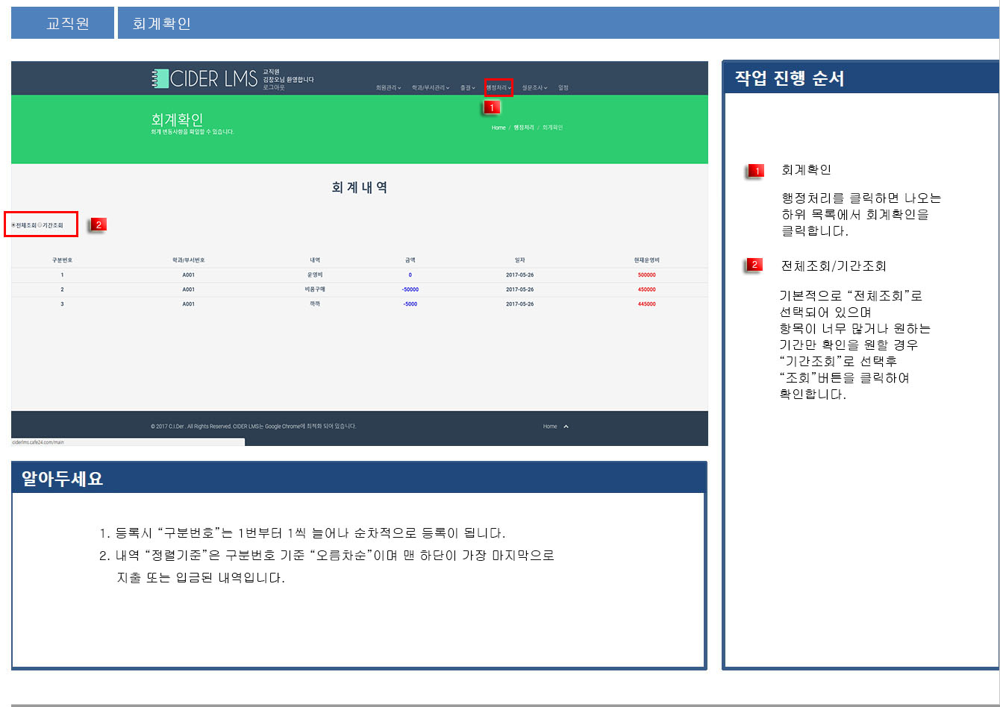 교직원
회계확인
CIDER LMS
교직원
김창오님 환영합니다
로그아웃
회원관리 학과/부서관리 출결 행정처리 설문조사 일정
1
회계확인
회계 변동사항을 확일할 수 있습니다.
Home / 행정처리 / 회계확인
회 계 내 역
전체조회 기간조회
2
구분번호 학과/부서번호 내역 금액 일자 현재운영비
1 A001 운영비 0 2017-05-26 500000
2 A001 비품구매 -50000 2017-05-26 450000
3 A001 까까 -5000 2017-05-26 445000
© 2017 C.I.Der . All Rights Reserved. CIDER LMS는 Google Chrome에 최적화 되어 있습니다.
Home
ciderlms.cafe24.com/main
작업 진행 순서
1 회계확인
행정처리를 클릭하면 나오는
하위 목록에서 회계확인을
클릭합니다.
2 전체조회/기간조회
기본적으로 “전체조회”로
선택되어 있으며
항목이 너무 많거나 원하는
기간만 확인을 원할 경우
“기간조회”로 선택후
“조회”버튼을 클릭하여
확인합니다.
알아두세요
1. 등록시 “구분번호”는 1번부터 1씩 늘어나 순차적으로 등록이 됩니다.
2. 내역 “정렬기준”은 구분번호 기준 “오름차순”이며 맨 하단이 가장 마지막으로
지출 또는 입금된 내역입니다.